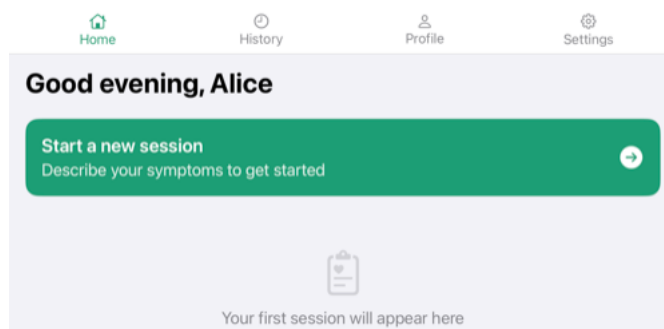 Home
History
Profile
Settings
Good evening, Alice
Start a new session
Describe your symptoms to get started
Your first session will appear here